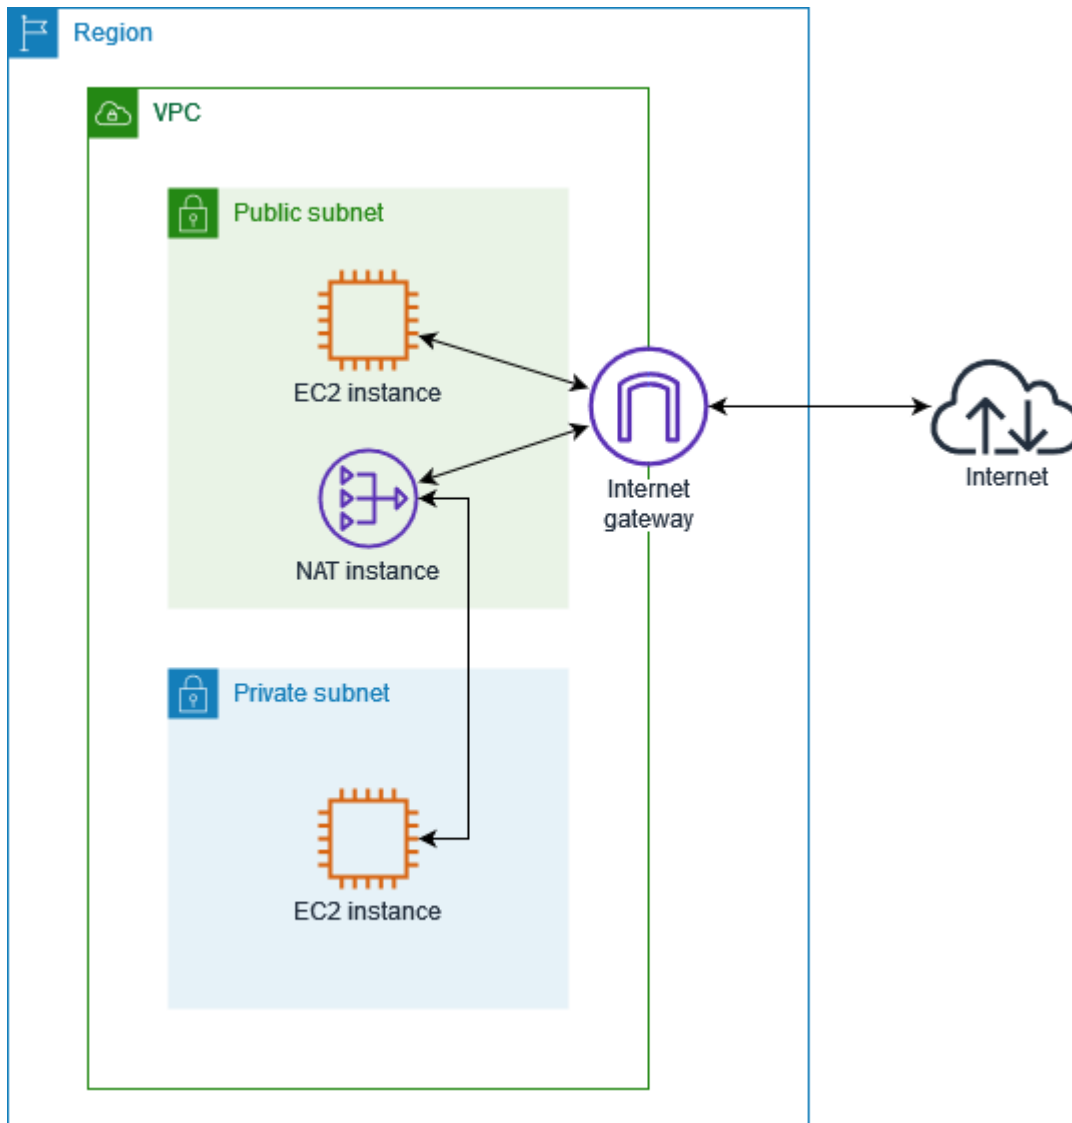 Region
VPC
Public subnet
EC2 instance
NAT instance
Internet
gateway
Internet
Private subnet
EC2 instance